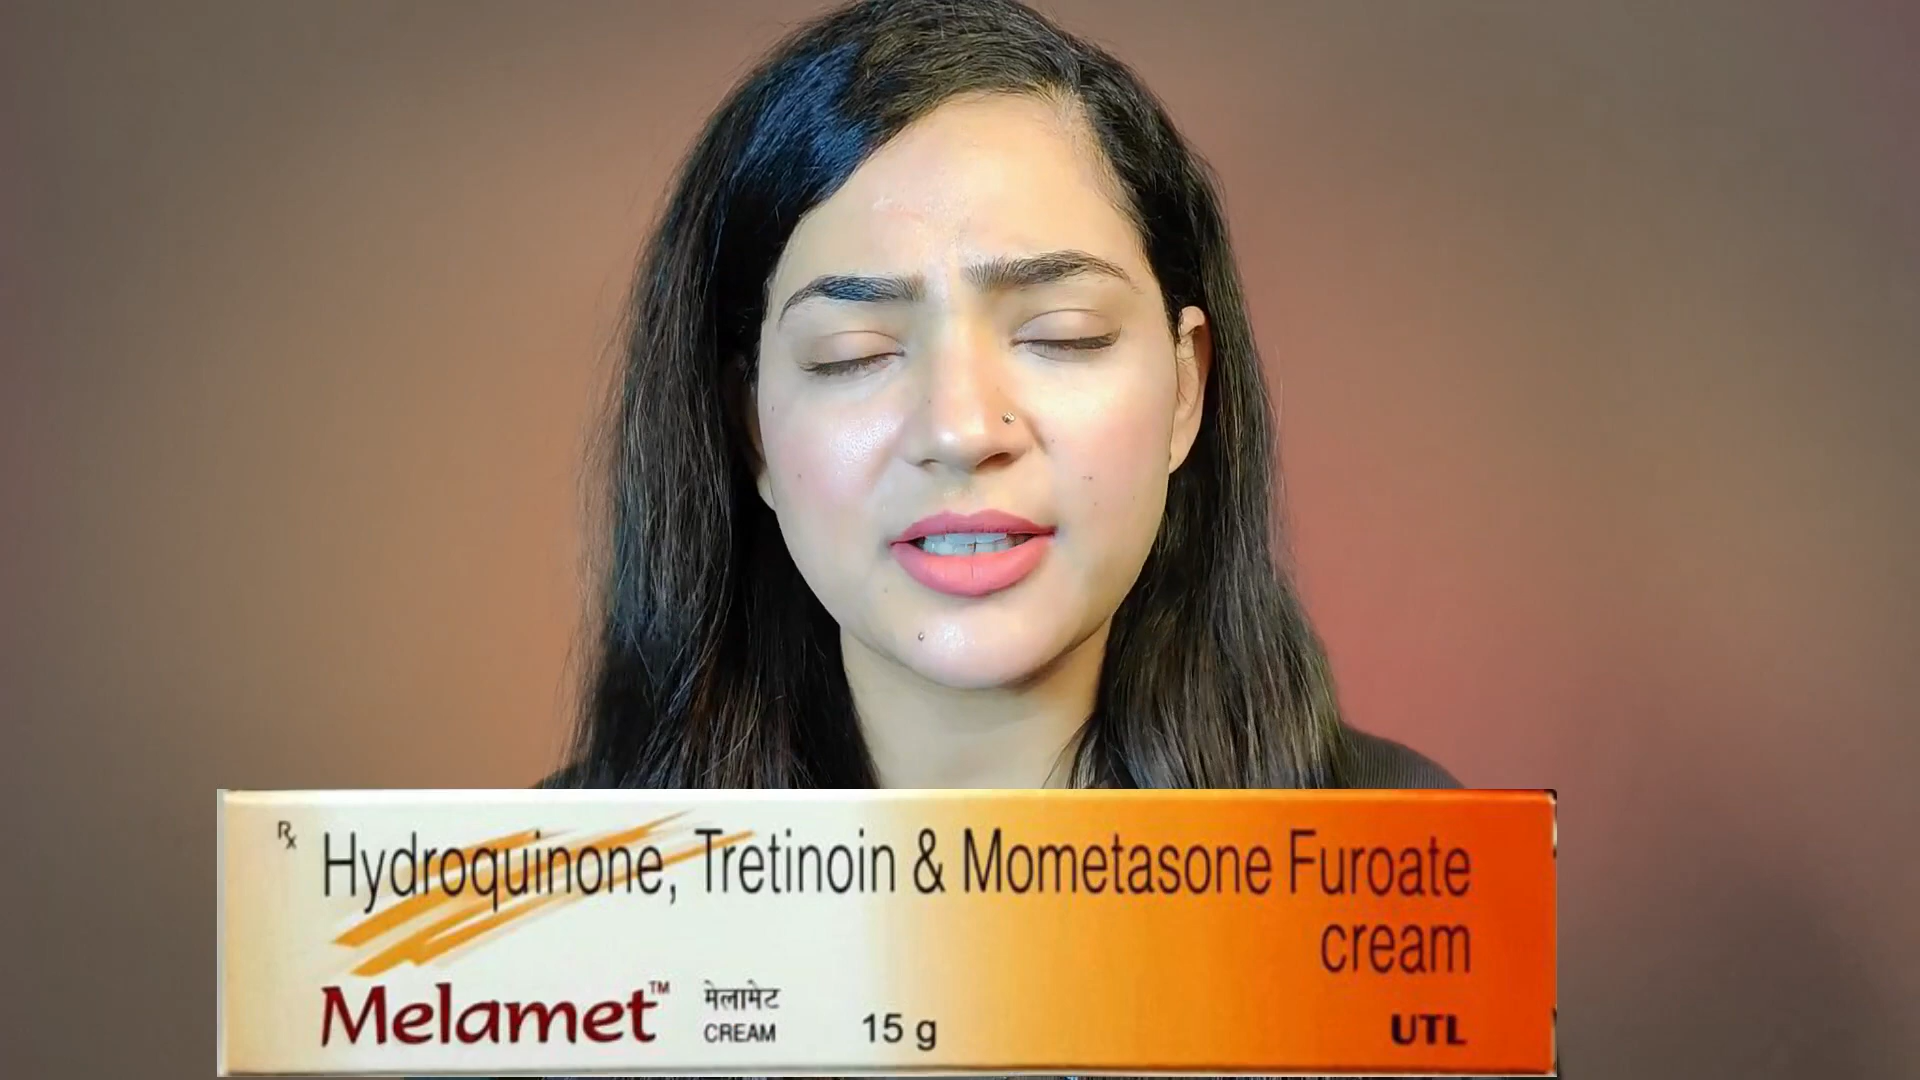 Rx Hydroquinone, Tretinoin & Mometasone Furoate
cream
Melamet™ मेलामेट
CREAM 15 g UTL